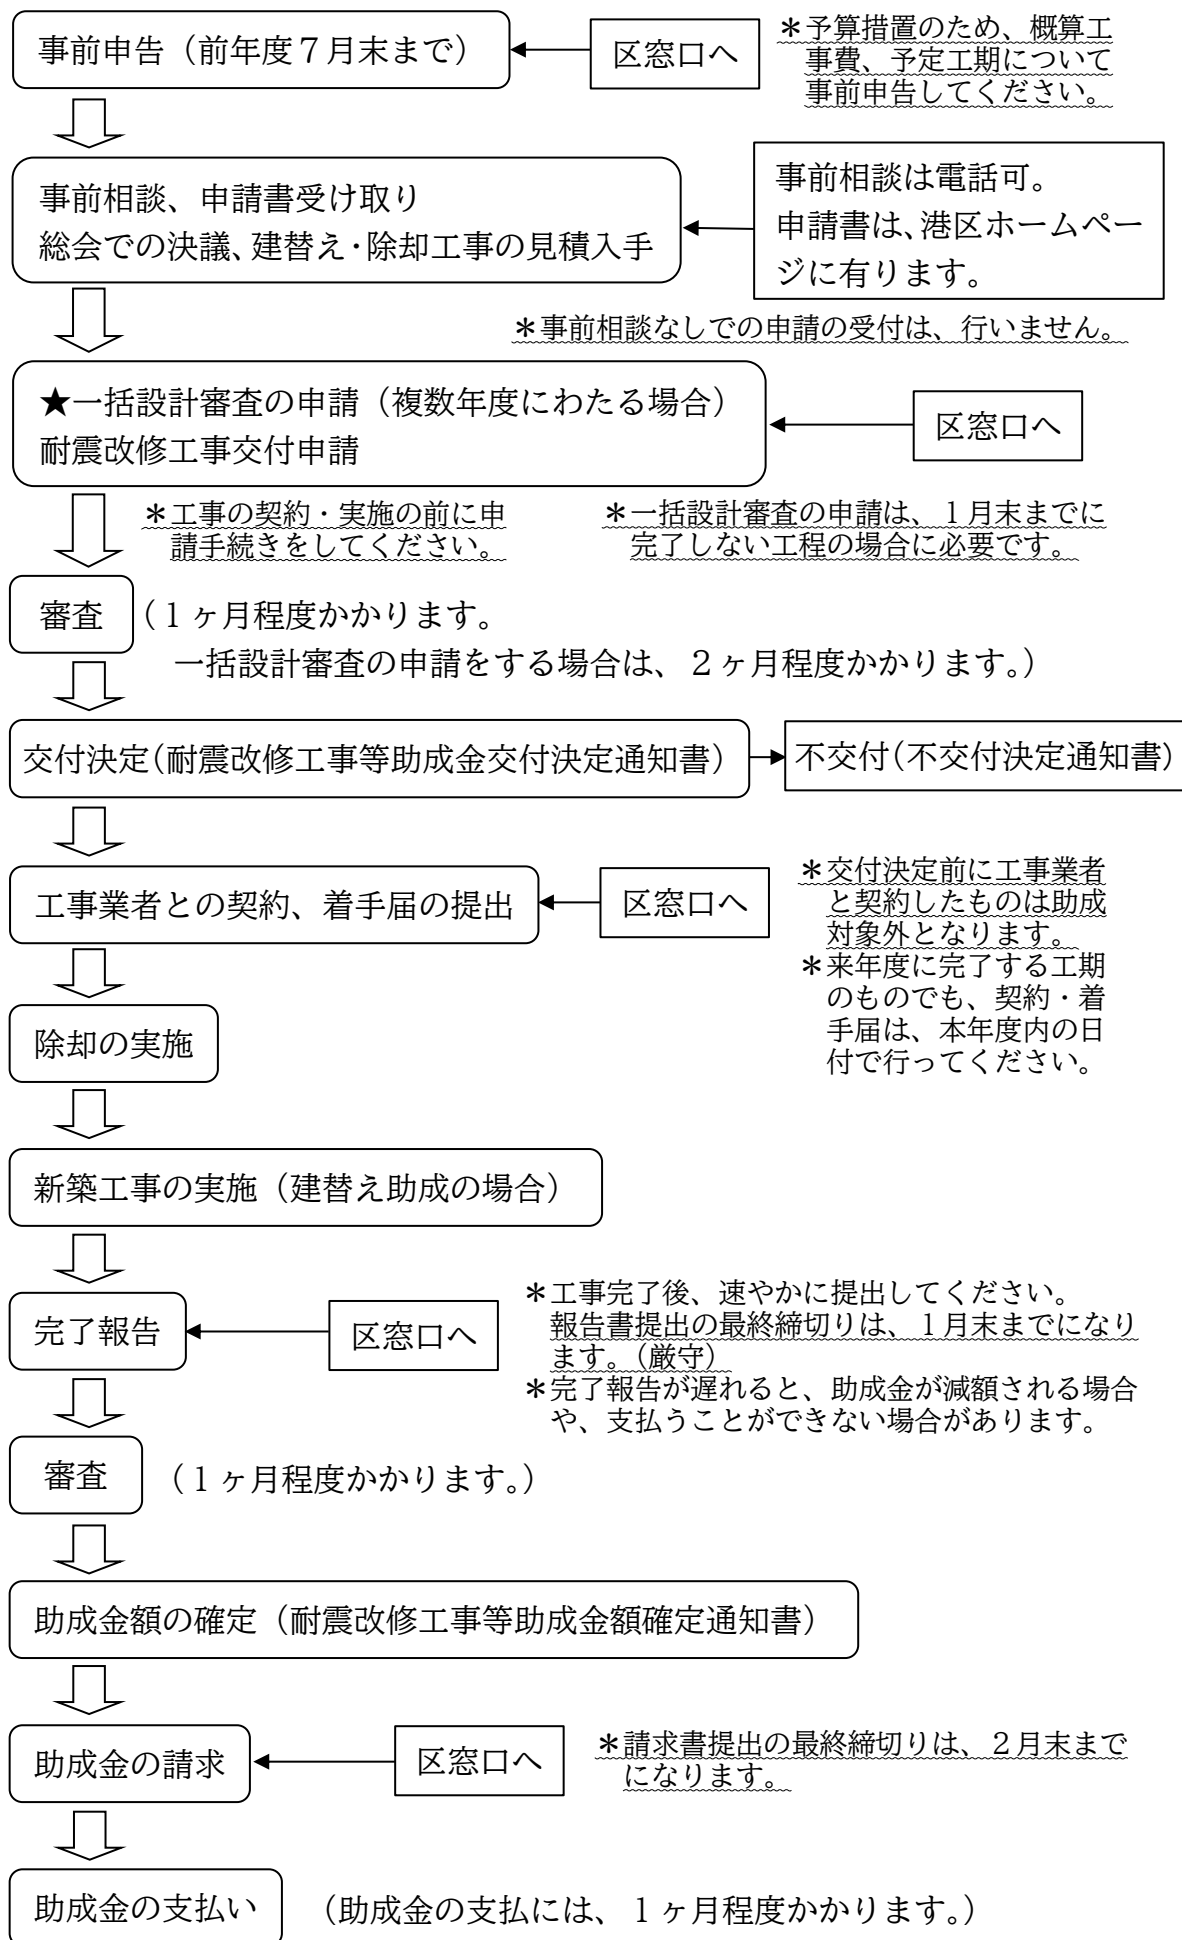 事前申告（前年度７月末まで）
区窓口へ
＊予算措置のため、概算工
事費、予定工期について
事前申告してください。
事前相談、申請書受け取り
総会での決議、建替え・除却工事の見積入手
事前相談は電話可。
申請書は、港区ホームペー
ジに有ります。
＊事前相談なしでの申請の受付は、行いません。
★一括設計審査の申請（複数年度にわたる場合）
耐震改修工事交付申請
区窓口へ
＊工事の契約・実施の前に申
請手続きをしてください。
＊一括設計審査の申請は、１月末までに
完了しない工程の場合に必要です。
審査
（１ヶ月程度かかります。
一括設計審査の申請をする場合は、２ヶ月程度かかります。）
交付決定（耐震改修工事等助成金交付決定通知書）
不交付（不交付決定通知書）
工事業者との契約、着手届の提出
区窓口へ
＊交付決定前に工事業者
と契約したものは助成
対象外となります。
＊来年度に完了する工期
のものでも、契約・着
手届は、本年度内の日
付で行ってください。
除却の実施
新築工事の実施（建替え助成の場合）
完了報告
区窓口へ
＊工事完了後、速やかに提出してください。
報告書提出の最終締切りは、１月末までになり
ます。（厳守）
＊完了報告が遅れると、助成金が減額される場合
や、支払うことができない場合があります。
審査
（１ヶ月程度かかります。）
助成金額の確定（耐震改修工事等助成金額確定通知書）
助成金の請求
区窓口へ
＊請求書提出の最終締切りは、２月末まで
になります。
助成金の支払い
（助成金の支払には、１ヶ月程度かかります。）